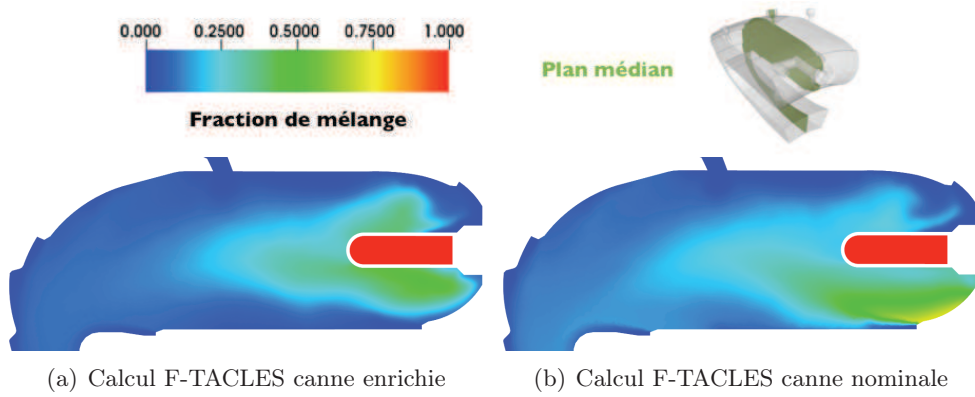 0.000 0.2500 0.5000 0.7500 1.000
Fraction de mélange
Plan médian
(a) Calcul F-TACLES canne enrichie
(b) Calcul F-TACLES canne nominale